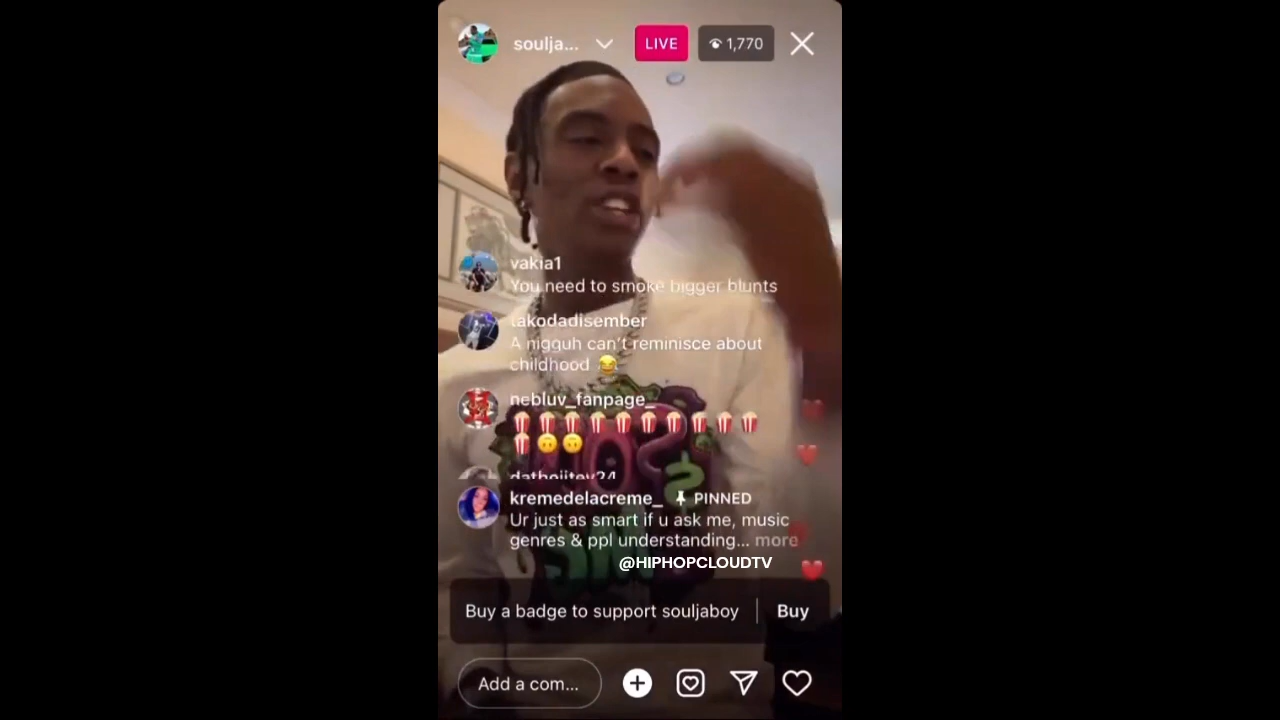 soulja...
LIVE
1,770
vakia1
You need to smoke bigger blunts
takodadisember
A nigguh can't reminisce about
childhood 😂
nebluv_fanpage_
🍿🍿🍿🍿🍿🍿🍿🍿🍿🍿
🍿🙃🙃
kremedelacreme_ PINNED
Ur just as smart if u ask me, music
genres & ppl understanding... more
@HIPHOPCLOUDTV
Buy a badge to support souljaboy | Buy
Add a com...